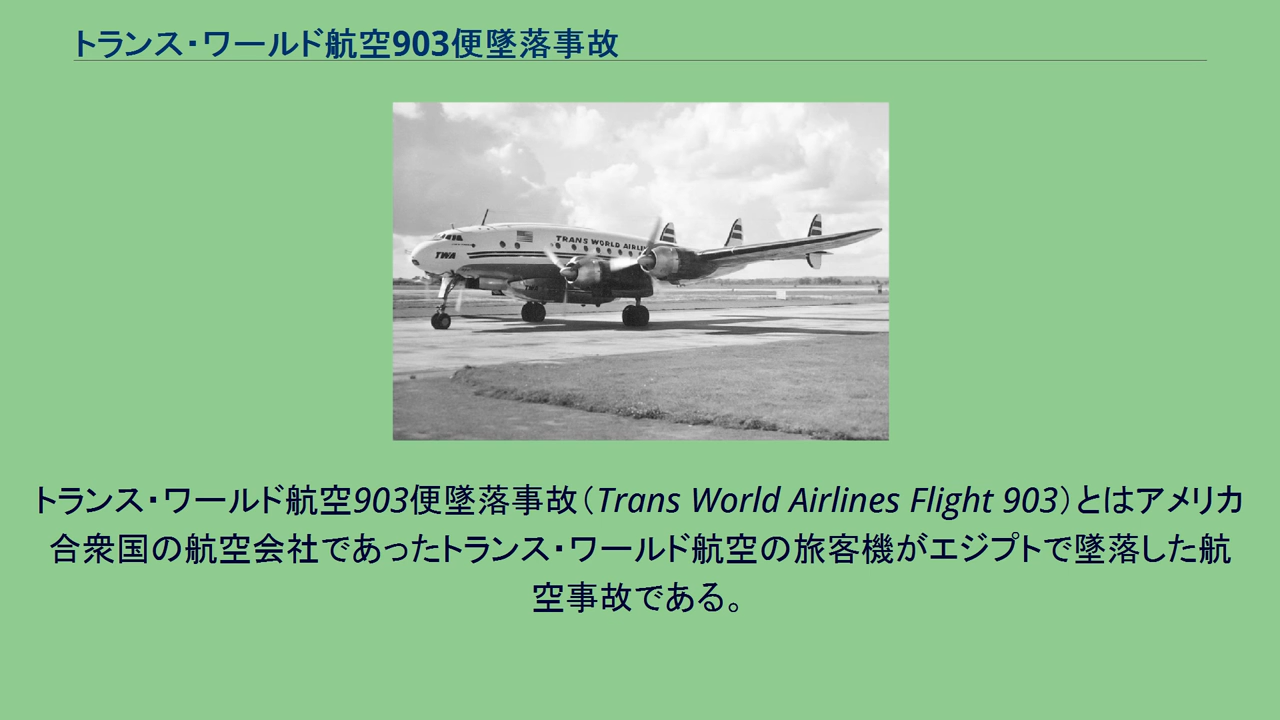 トランス・ワールド航空903便墜落事故
TRANS WORLD AIRLIN
TWA
トランス・ワールド航空903便墜落事故（Trans World Airlines Flight 903）とはアメリカ
合衆国の航空会社であったトランス・ワールド航空の旅客機がエジプトで墜落した航
空事故である。